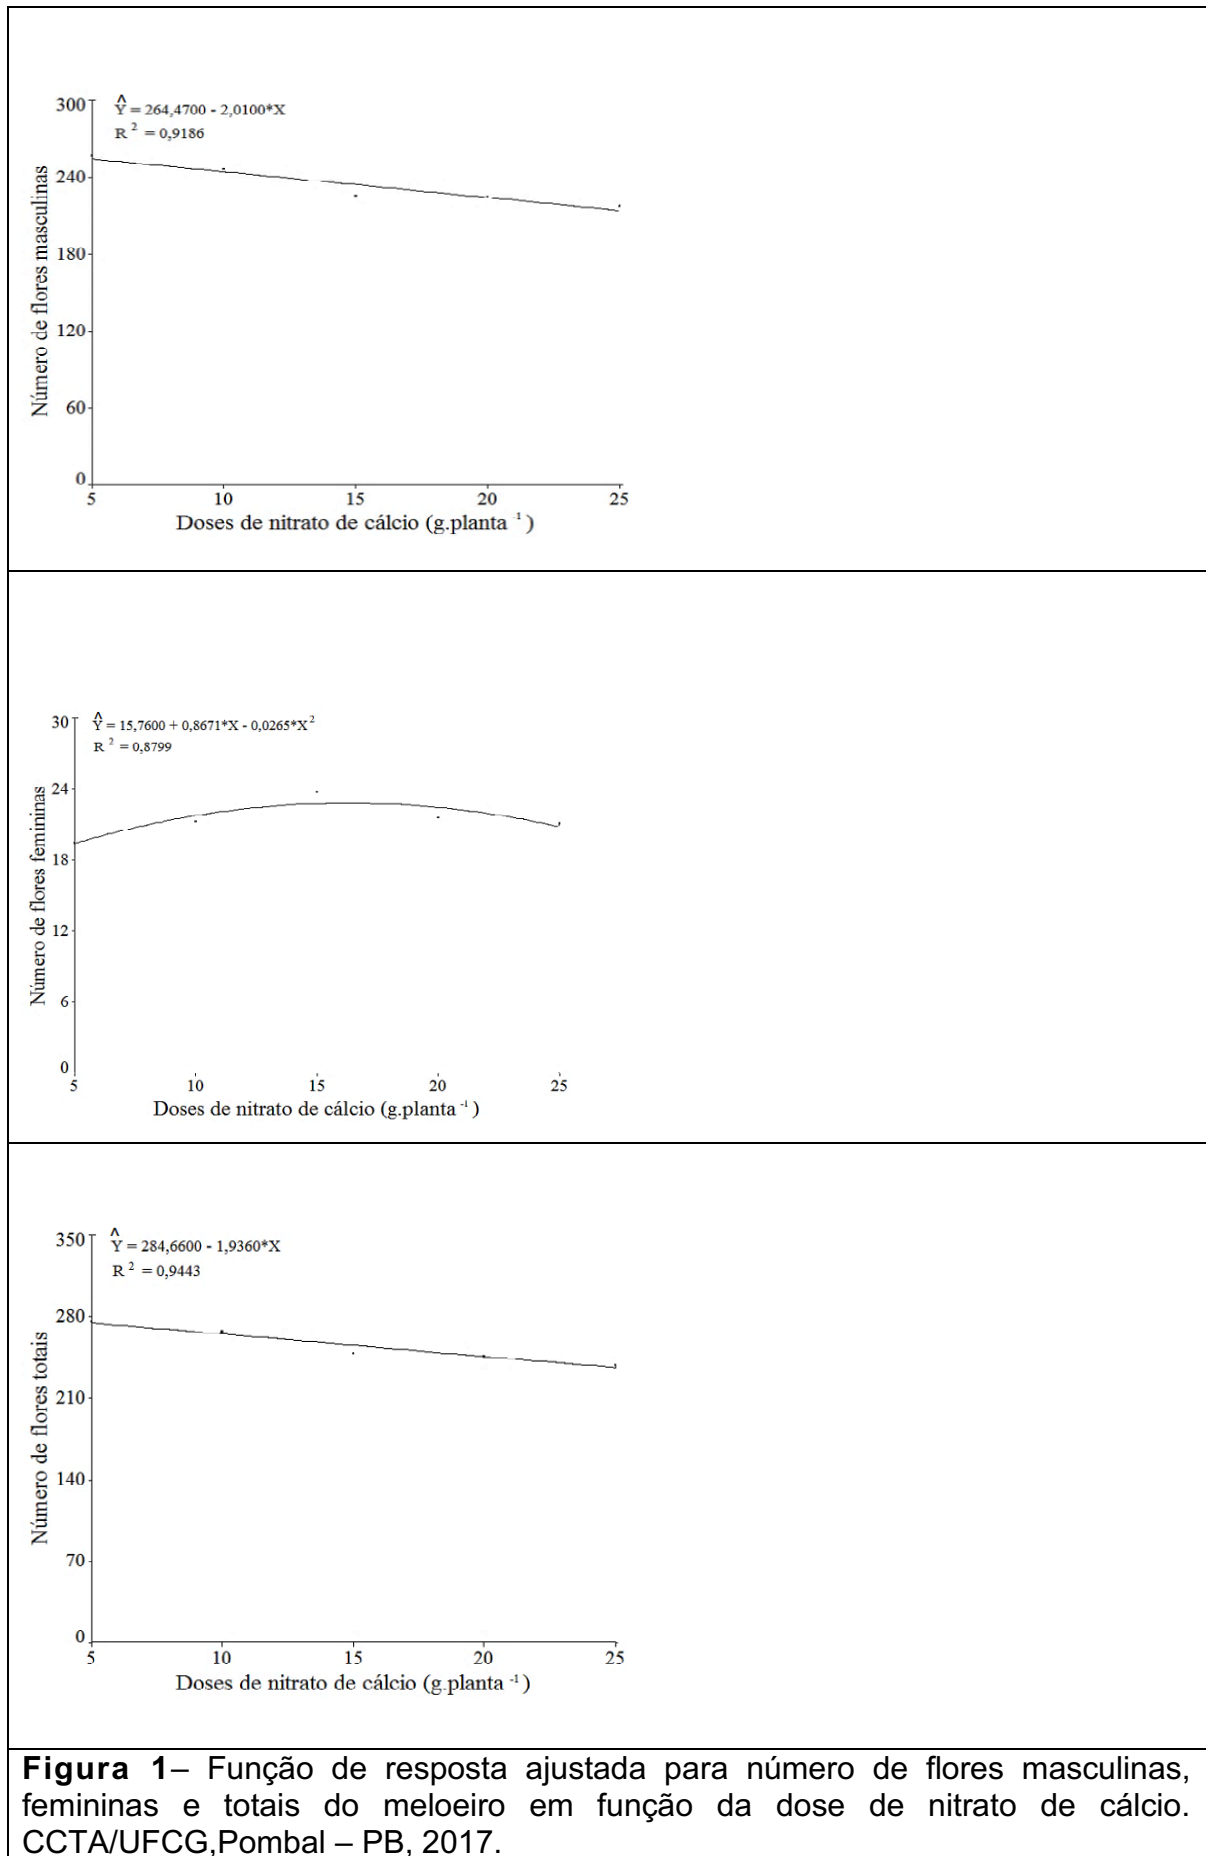 Ŷ = 264,4700 - 2,0100*X
R² = 0,9186
300
240
180
120
60
0
Número de flores masculinas
5 10 15 20 25
Doses de nitrato de cálcio (g.planta⁻¹)
Ŷ = 15,7600 + 0,8671*X - 0,0265*X²
R² = 0,8799
30
24
18
12
6
0
Número de flores femininas
5 10 15 20 25
Doses de nitrato de cálcio (g.planta⁻¹)
Ŷ = 284,6600 - 1,9360*X
R² = 0,9443
350
280
210
140
70
0
Número de flores totais
5 10 15 20 25
Doses de nitrato de cálcio (g.planta⁻¹)
Figura 1– Função de resposta ajustada para número de flores masculinas,
femininas e totais do meloeiro em função da dose de nitrato de cálcio.
CCTA/UFCG,Pombal – PB, 2017.